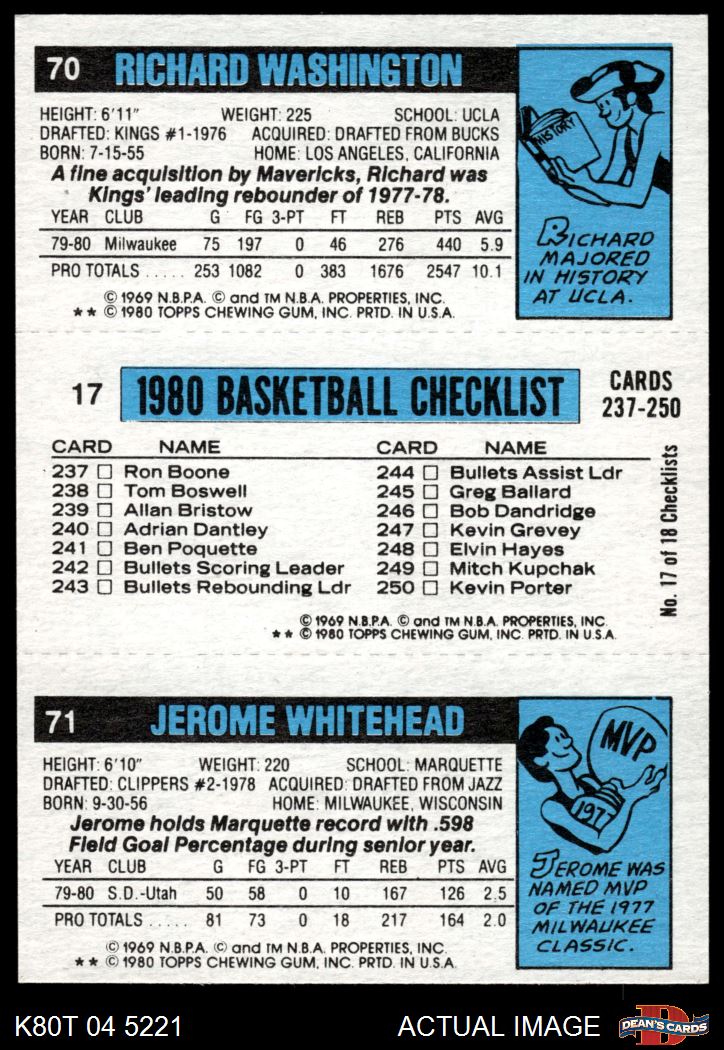 70 RICHARD WASHINGTON
HEIGHT: 6'11" WEIGHT: 225 SCHOOL: UCLA
DRAFTED: KINGS #1-1976 ACQUIRED: DRAFTED FROM BUCKS
BORN: 7-15-55 HOME: LOS ANGELES, CALIFORNIA
A fine acquisition by Mavericks, Richard was
Kings' leading rebounder of 1977-78.
YEAR CLUB G FG 3-PT FT REB PTS AVG
79-80 Milwaukee 75 197 0 46 276 440 5.9
PRO TOTALS ..... 253 1082 0 383 1676 2547 10.1
© 1969 N.B.P.A. © and TM N.B.A. PROPERTIES, INC.
** © 1980 TOPPS CHEWING GUM, INC. PRTD. IN U.S.A.
HISTORY
RICHARD
MAJORED
IN HISTORY
AT UCLA.
17 1980 BASKETBALL CHECKLIST CARDS
237-250
CARD NAME CARD NAME
237 ☐ Ron Boone 244 ☐ Bullets Assist Ldr
238 ☐ Tom Boswell 245 ☐ Greg Ballard
239 ☐ Allan Bristow 246 ☐ Bob Dandridge
240 ☐ Adrian Dantley 247 ☐ Kevin Grevey
241 ☐ Ben Poquette 248 ☐ Elvin Hayes
242 ☐ Bullets Scoring Leader 249 ☐ Mitch Kupchak
243 ☐ Bullets Rebounding Ldr 250 ☐ Kevin Porter
No. 17 of 18 Checklists
© 1969 N.B.P.A. © and TM N.B.A. PROPERTIES, INC.
** © 1980 TOPPS CHEWING GUM, INC. PRTD. IN U.S.A.
71 JEROME WHITEHEAD
HEIGHT: 6'10" WEIGHT: 220 SCHOOL: MARQUETTE
DRAFTED: CLIPPERS #2-1978 ACQUIRED: DRAFTED FROM JAZZ
BORN: 9-30-56 HOME: MILWAUKEE, WISCONSIN
Jerome holds Marquette record with .598
Field Goal Percentage during senior year.
YEAR CLUB G FG 3-PT FT REB PTS AVG
79-80 S.D.-Utah 50 58 0 10 167 126 2.5
PRO TOTALS ..... 81 73 0 18 217 164 2.0
© 1969 N.B.P.A. © and TM N.B.A. PROPERTIES, INC.
** © 1980 TOPPS CHEWING GUM, INC. PRTD. IN U.S.A.
MVP
1977
JEROME WAS
NAMED MVP
OF THE 1977
MILWAUKEE
CLASSIC.
K80T 04 5221 ACTUAL IMAGE DEAN'S CARDS